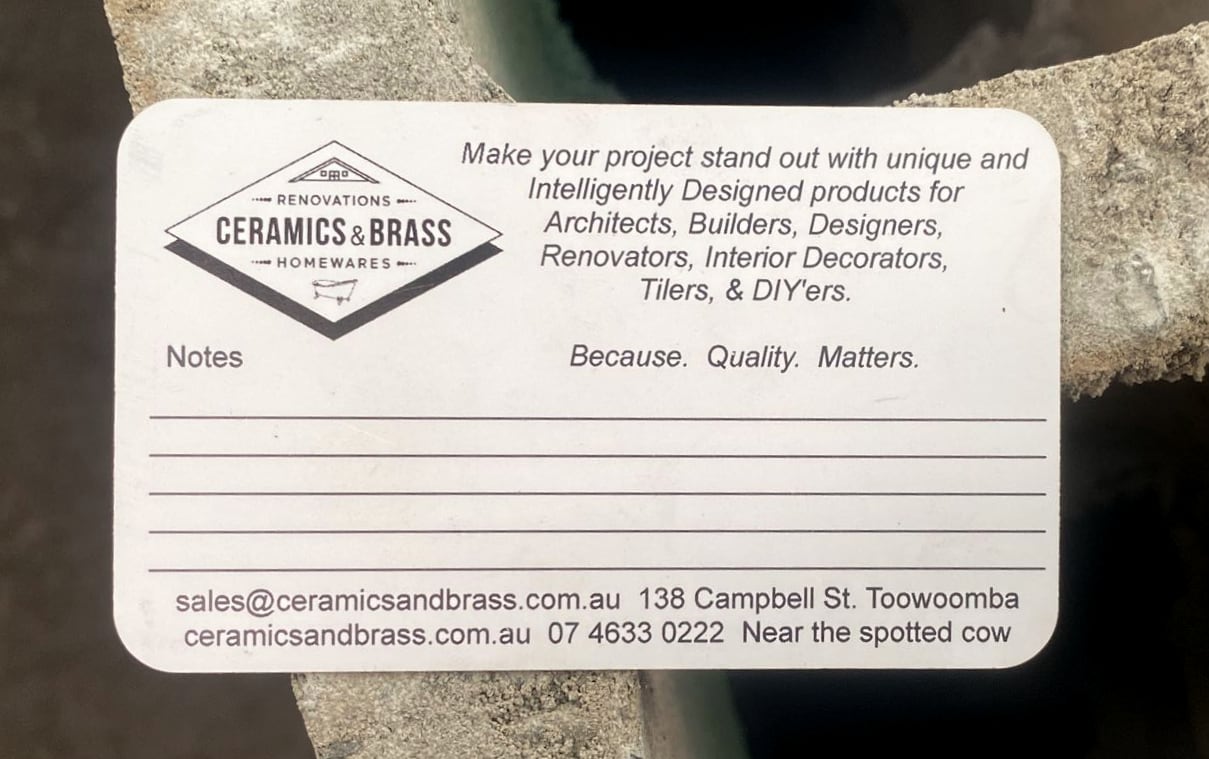 RENOVATIONS
CERAMICS & BRASS
HOMEWARES
Make your project stand out with unique and
Intelligently Designed products for
Architects, Builders, Designers,
Renovators, Interior Decorators,
Tilers, & DIY'ers.
Notes
Because. Quality. Matters.
sales@ceramicsandbrass.com.au 138 Campbell St. Toowoomba
ceramicsandbrass.com.au 07 4633 0222 Near the spotted cow